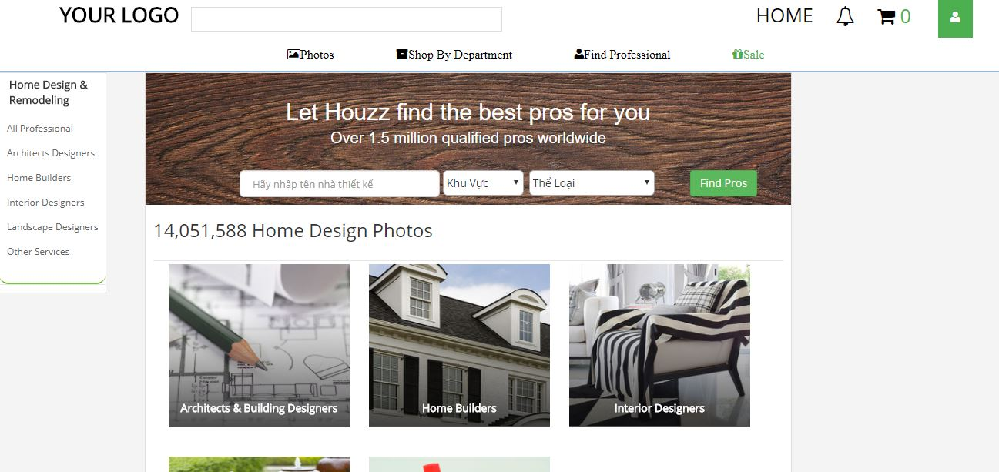 YOUR LOGO
HOME
0
Photos
Shop By Department
Find Professional
Sale
Home Design &
Remodeling
All Professional
Architects Designers
Home Builders
Interior Designers
Landscape Designers
Other Services
Let Houzz find the best pros for you
Over 1.5 million qualified pros worldwide
Hãy nhập tên nhà thiết kế
Khu Vực
Thể Loại
Find Pros
14,051,588 Home Design Photos
Architects & Building Designers
Home Builders
Interior Designers